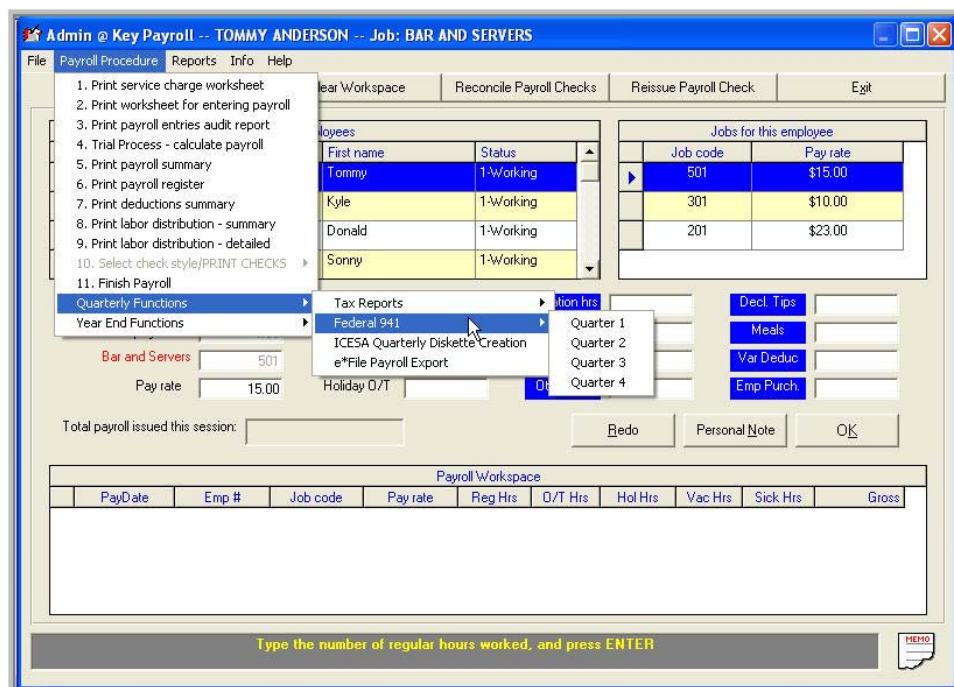 Admin @ Key Payroll -- TOMMY ANDERSON -- Job: BAR AND SERVERS
File Payroll Procedure Reports Info Help
lear Workspace Reconcile Payroll Checks Reissue Payroll Check Exit
1. Print service charge worksheet
2. Print worksheet for entering payroll
3. Print payroll entries audit report
4. Trial Process - calculate payroll
5. Print payroll summary
6. Print payroll register
7. Print deductions summary
8. Print labor distribution - summary
9. Print labor distribution - detailed
10. Select check style/PRINT CHECKS
11. Finish Payroll
Quarterly Functions
Year End Functions
Tax Reports
Federal 941
ICESA Quarterly Diskette Creation
e*File Payroll Export
Quarter 1
Quarter 2
Quarter 3
Quarter 4
loyees
First name Status
Tommy 1-Working
Kyle 1-Working
Donald 1-Working
Sonny 1-Working
Jobs for this employee
Job code Pay rate
501 $15.00
301 $10.00
201 $23.00
ation hrs Decl. Tips
Meals
Bar and Servers 501 Var Deduc
Pay rate 15.00 Holiday O/T Emp Purch.
Total payroll issued this session: Redo Personal Note OK
Payroll Workspace
PayDate Emp # Job code Pay rate Reg Hrs O/T Hrs Hol Hrs Vac Hrs Sick Hrs Gross
Type the number of regular hours worked, and press ENTER
MEMO